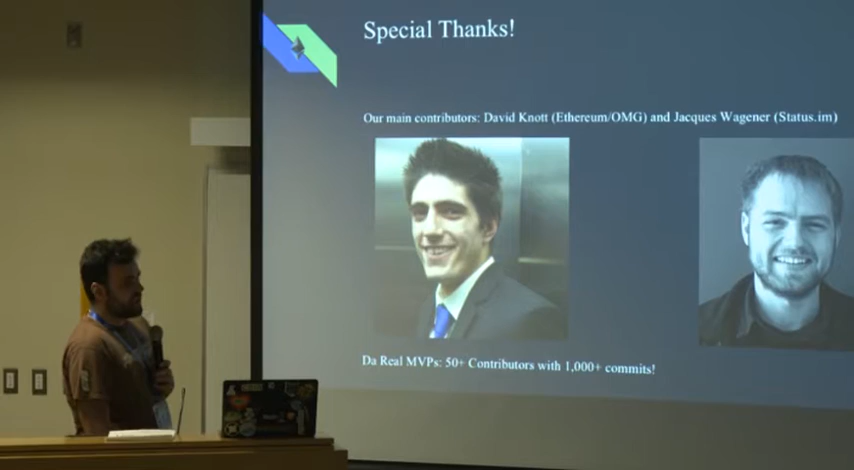 Special Thanks!
Our main contributors: David Knott (Ethereum/OMG) and Jacques Wagener (Status.im)
Da Real MVPs: 50+ Contributors with 1,000+ commits!